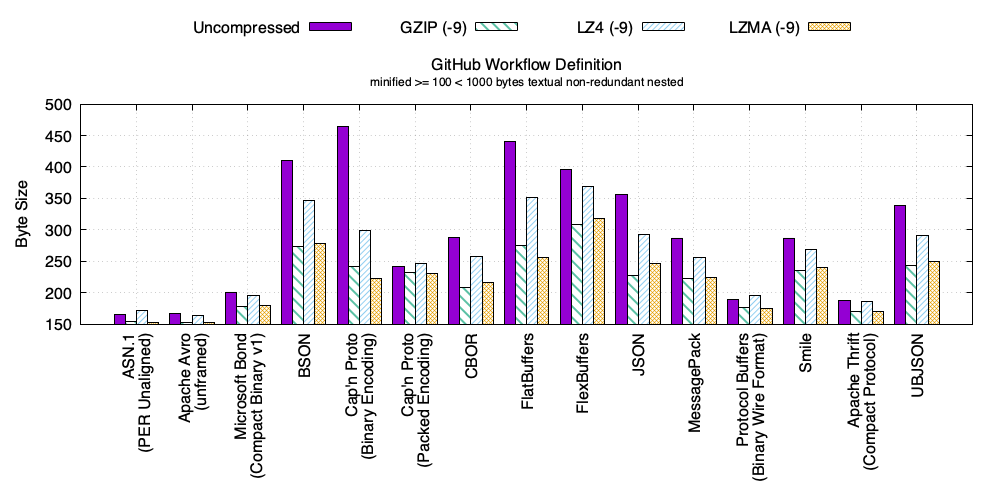 Uncompressed GZIP (-9) LZ4 (-9) LZMA (-9)
GitHub Workflow Definition
minified >= 100 < 1000 bytes textual non-redundant nested
Byte Size
500
450
400
350
300
250
200
150
ASN.1
(PER Unaligned)
Apache Avro
(unframed)
Microsoft Bond
(Compact Binary v1)
BSON
Cap'n Proto
(Binary Encoding)
Cap'n Proto
(Packed Encoding)
CBOR
FlatBuffers
FlexBuffers
JSON
MessagePack
Protocol Buffers
(Binary Wire Format)
Smile
Apache Thrift
(Compact Protocol)
UBJSON